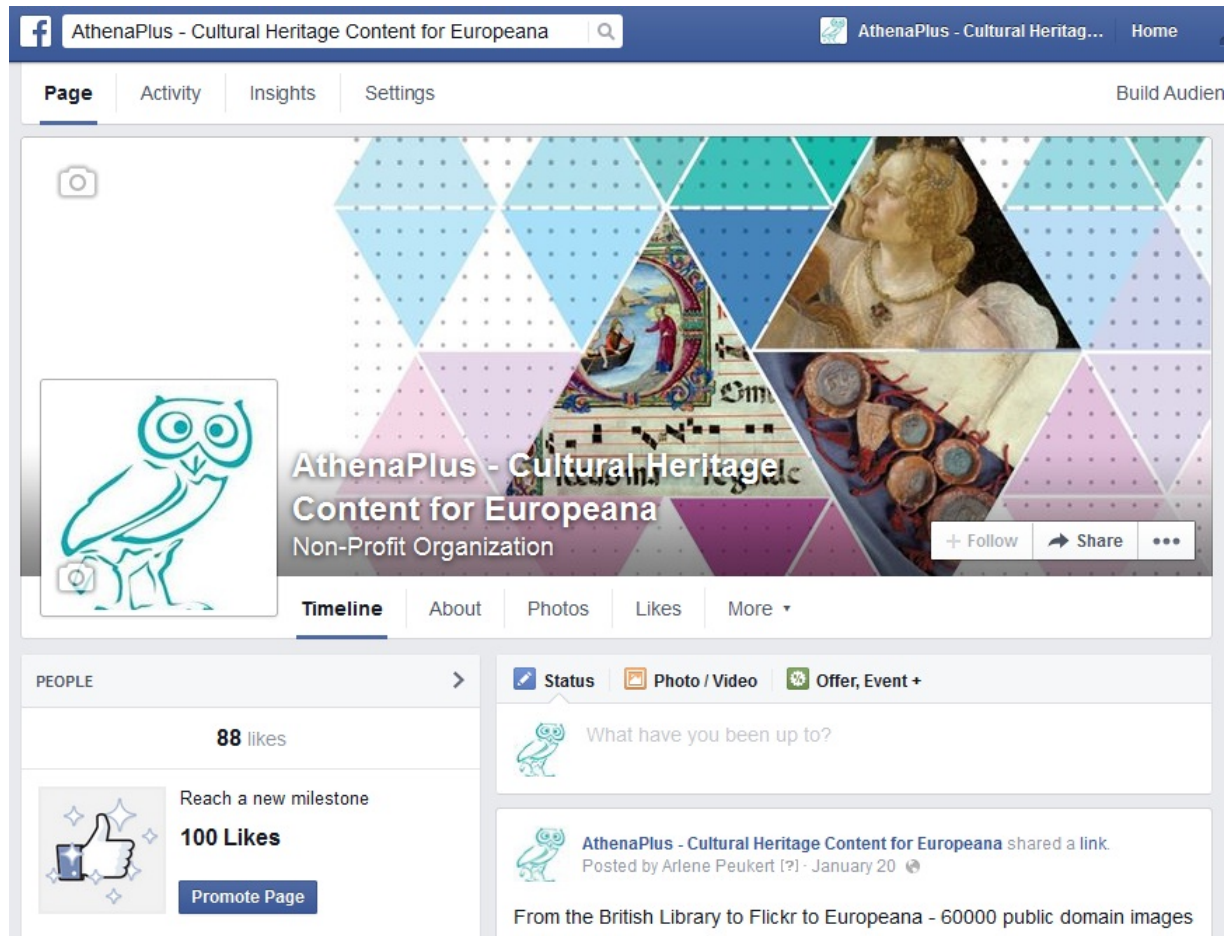 AthenaPlus - Cultural Heritage Content for Europeana
AthenaPlus - Cultural Heritag... Home
Page Activity Insights Settings
Build Audien
AthenaPlus - Cultural Heritage
Content for Europeana
Non-Profit Organization
+ Follow Share •••
Timeline About Photos Likes More ▾
PEOPLE
88 likes
Reach a new milestone
100 Likes
Promote Page
Status Photo / Video Offer, Event +
What have you been up to?
AthenaPlus - Cultural Heritage Content for Europeana shared a link.
Posted by Arlene Peukert [?] · January 20
From the British Library to Flickr to Europeana - 60000 public domain images